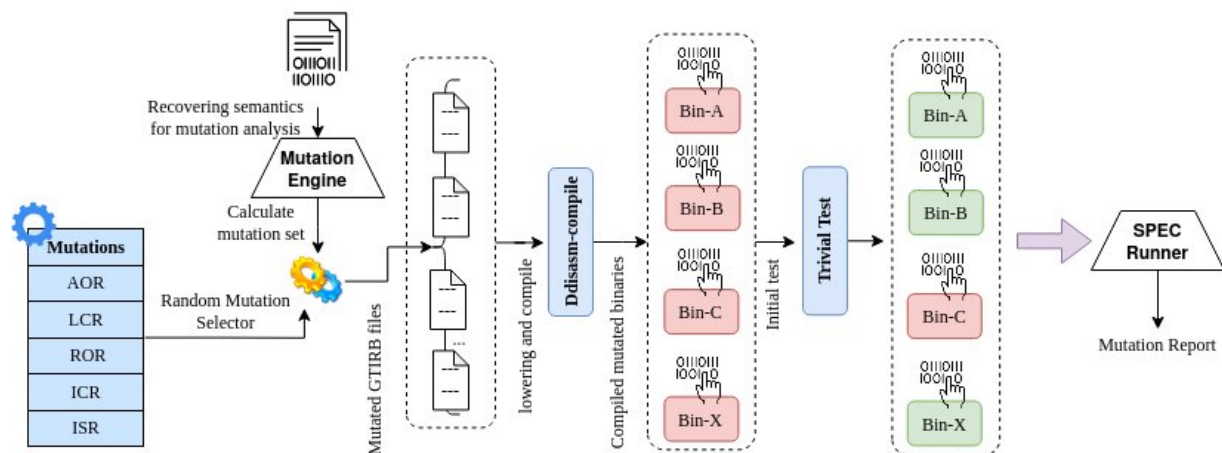 0111011
110110
Recovering semantics
for mutation analysis
Mutation
Engine
Calculate
mutation set
Mutations
AOR
LCR
ROR
ICR
ISR
Random Mutation
Selector
Mutated GTIRB files
...
lowering and compile
Ddisasm-compile
Compiled mutated binaries
Bin-A
Bin-B
Bin-C
Bin-X
Initial test
Trivial Test
Bin-A
Bin-B
Bin-C
Bin-X
SPEC
Runner
Mutation Report